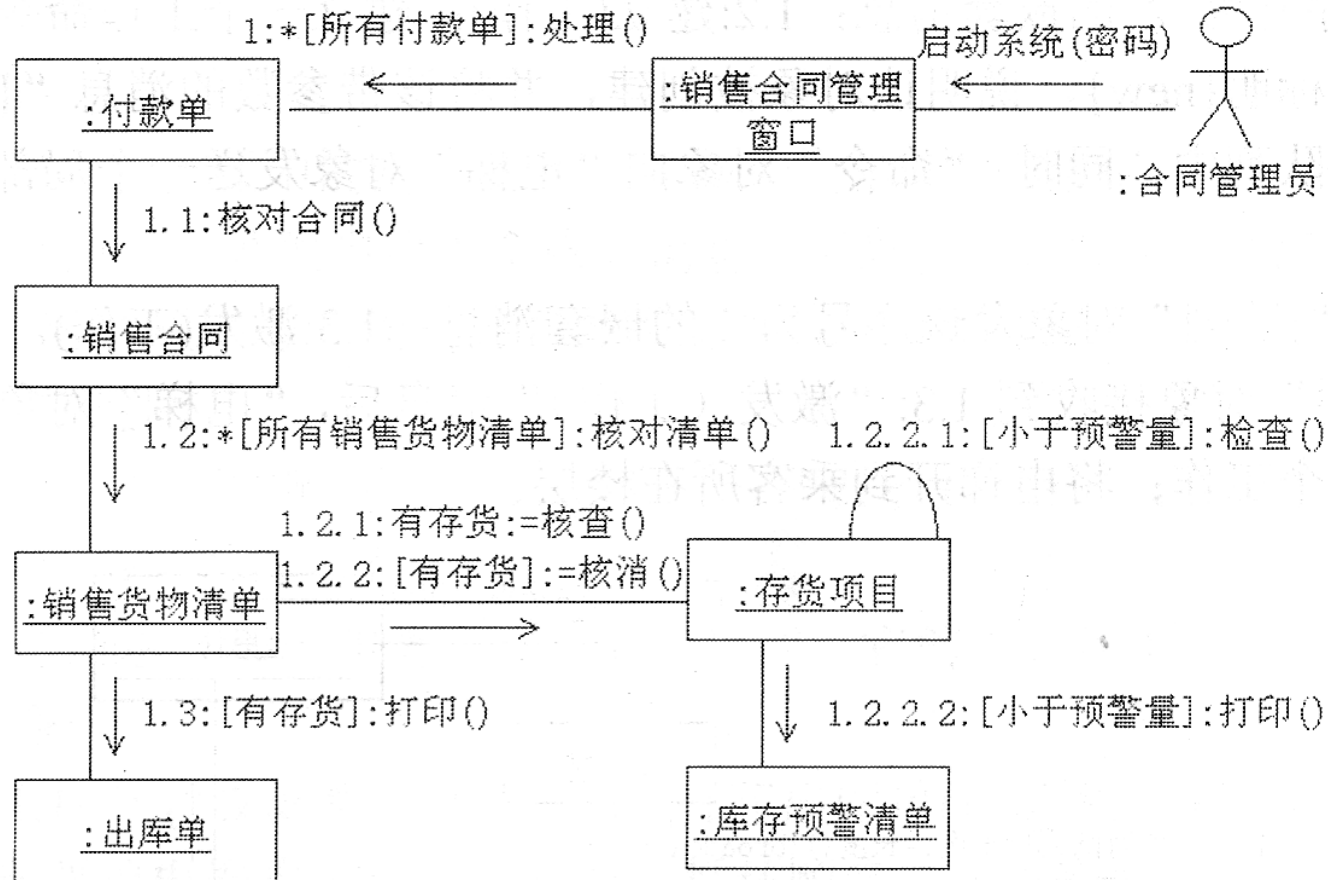 1:*[所有付款单]:处理()
启动系统(密码)
:付款单
:销售合同管理
窗口
:合同管理员
1.1:核对合同()
:销售合同
1.2:*[所有销售货物清单]:核对清单()
1.2.2.1:[小于预警量]:检查()
1.2.1:有存货:=核查()
1.2.2:[有存货]:=核消()
:销售货物清单
:存货项目
1.3:[有存货]:打印()
1.2.2.2:[小于预警量]:打印()
:出库单
:库存预警清单